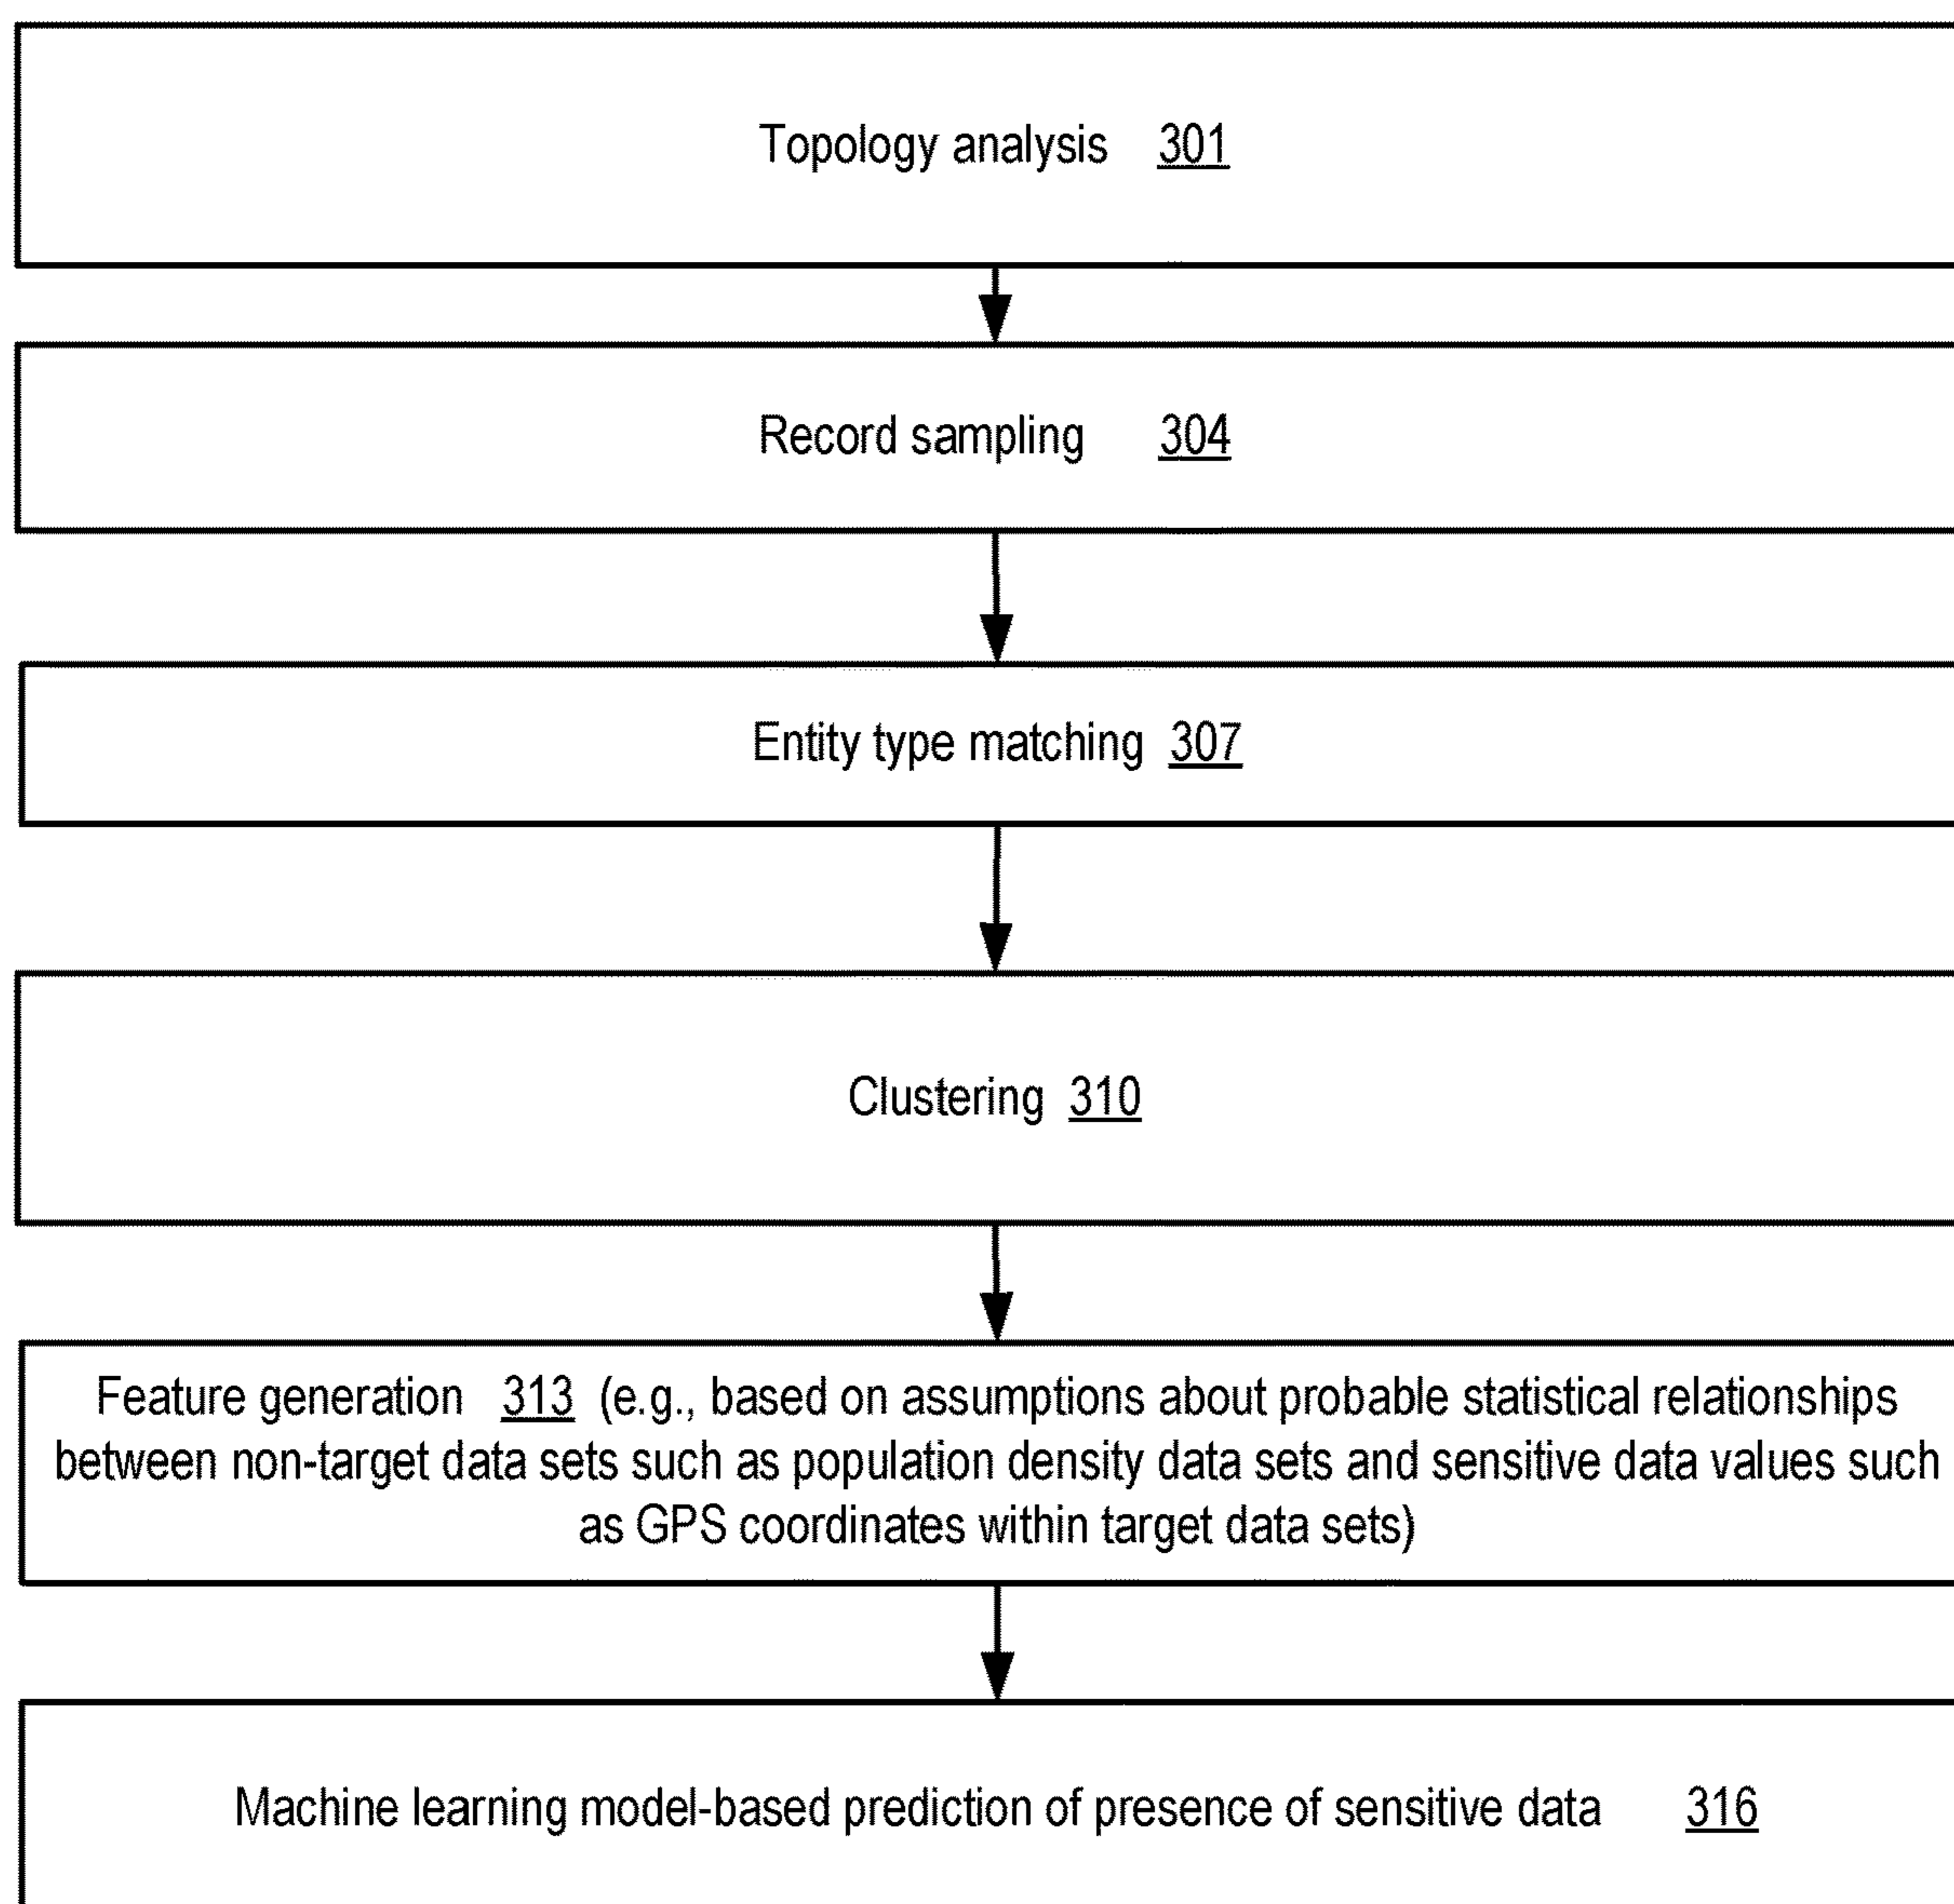 Topology analysis 301
Record sampling 304
Entity type matching 307
Clustering 310
Feature generation 313 (e.g., based on assumptions about probable statistical relationships
between non-target data sets such as population density data sets and sensitive data values such
as GPS coordinates within target data sets)
Machine learning model-based prediction of presence of sensitive data 316